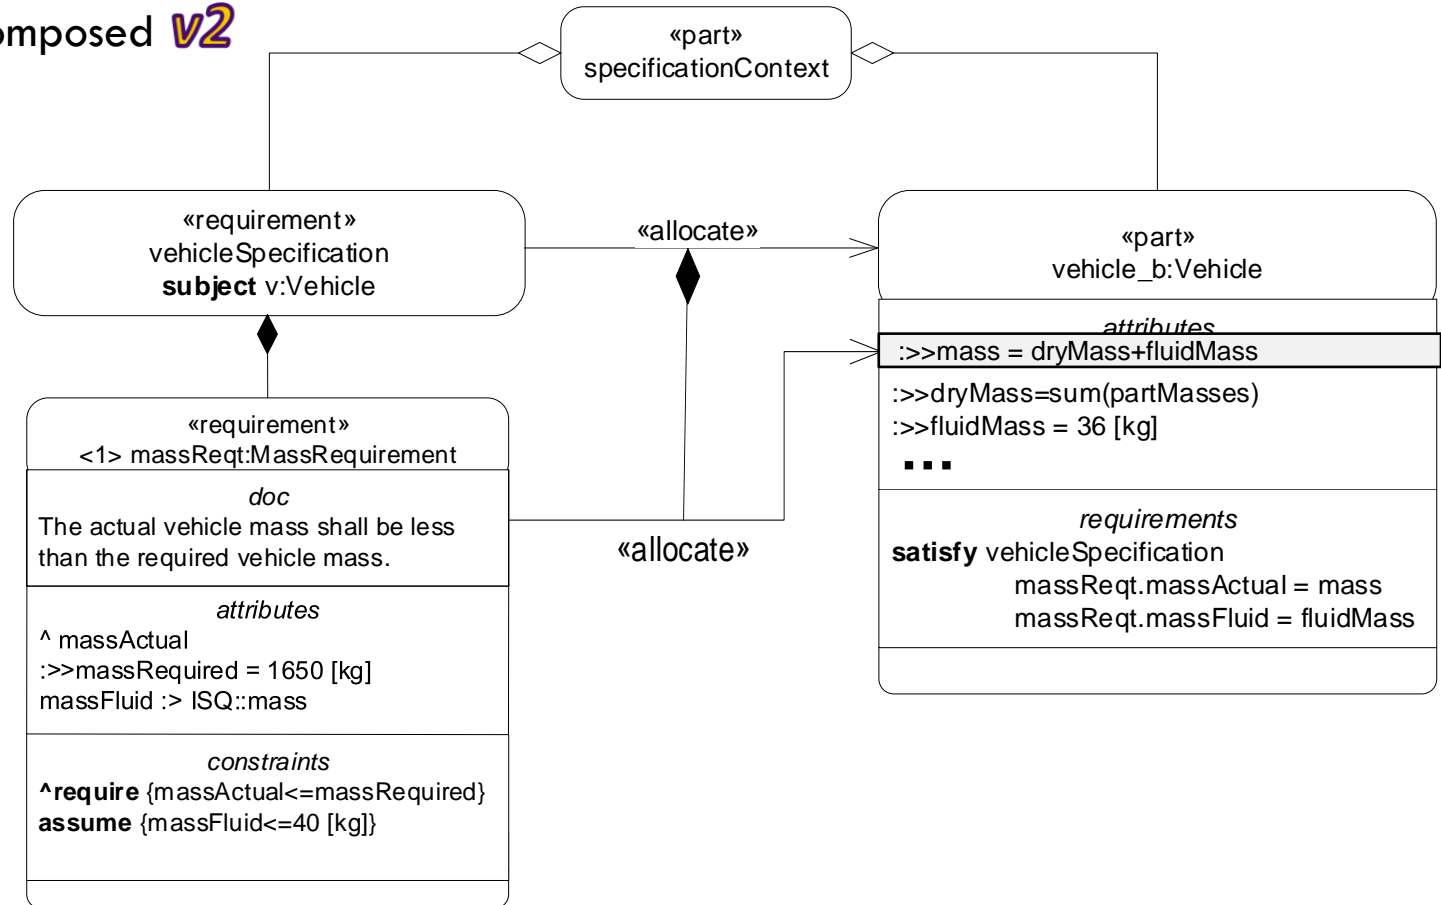 omposed v2
«part»
specificationContext
«requirement»
vehicleSpecification
subject v:Vehicle
«allocate»
«part»
vehicle_b:Vehicle
attributes
:>>mass = dryMass+fluidMass
:>>dryMass=sum(partMasses)
:>>fluidMass = 36 [kg]
...
requirements
satisfy vehicleSpecification
massReqt.massActual = mass
massReqt.massFluid = fluidMass
«requirement»
<1> massReqt:MassRequirement
doc
The actual vehicle mass shall be less
than the required vehicle mass.
attributes
^ massActual
:>>massRequired = 1650 [kg]
massFluid :> ISQ::mass
constraints
^require {massActual<=massRequired}
assume {massFluid<=40 [kg]}
«allocate»